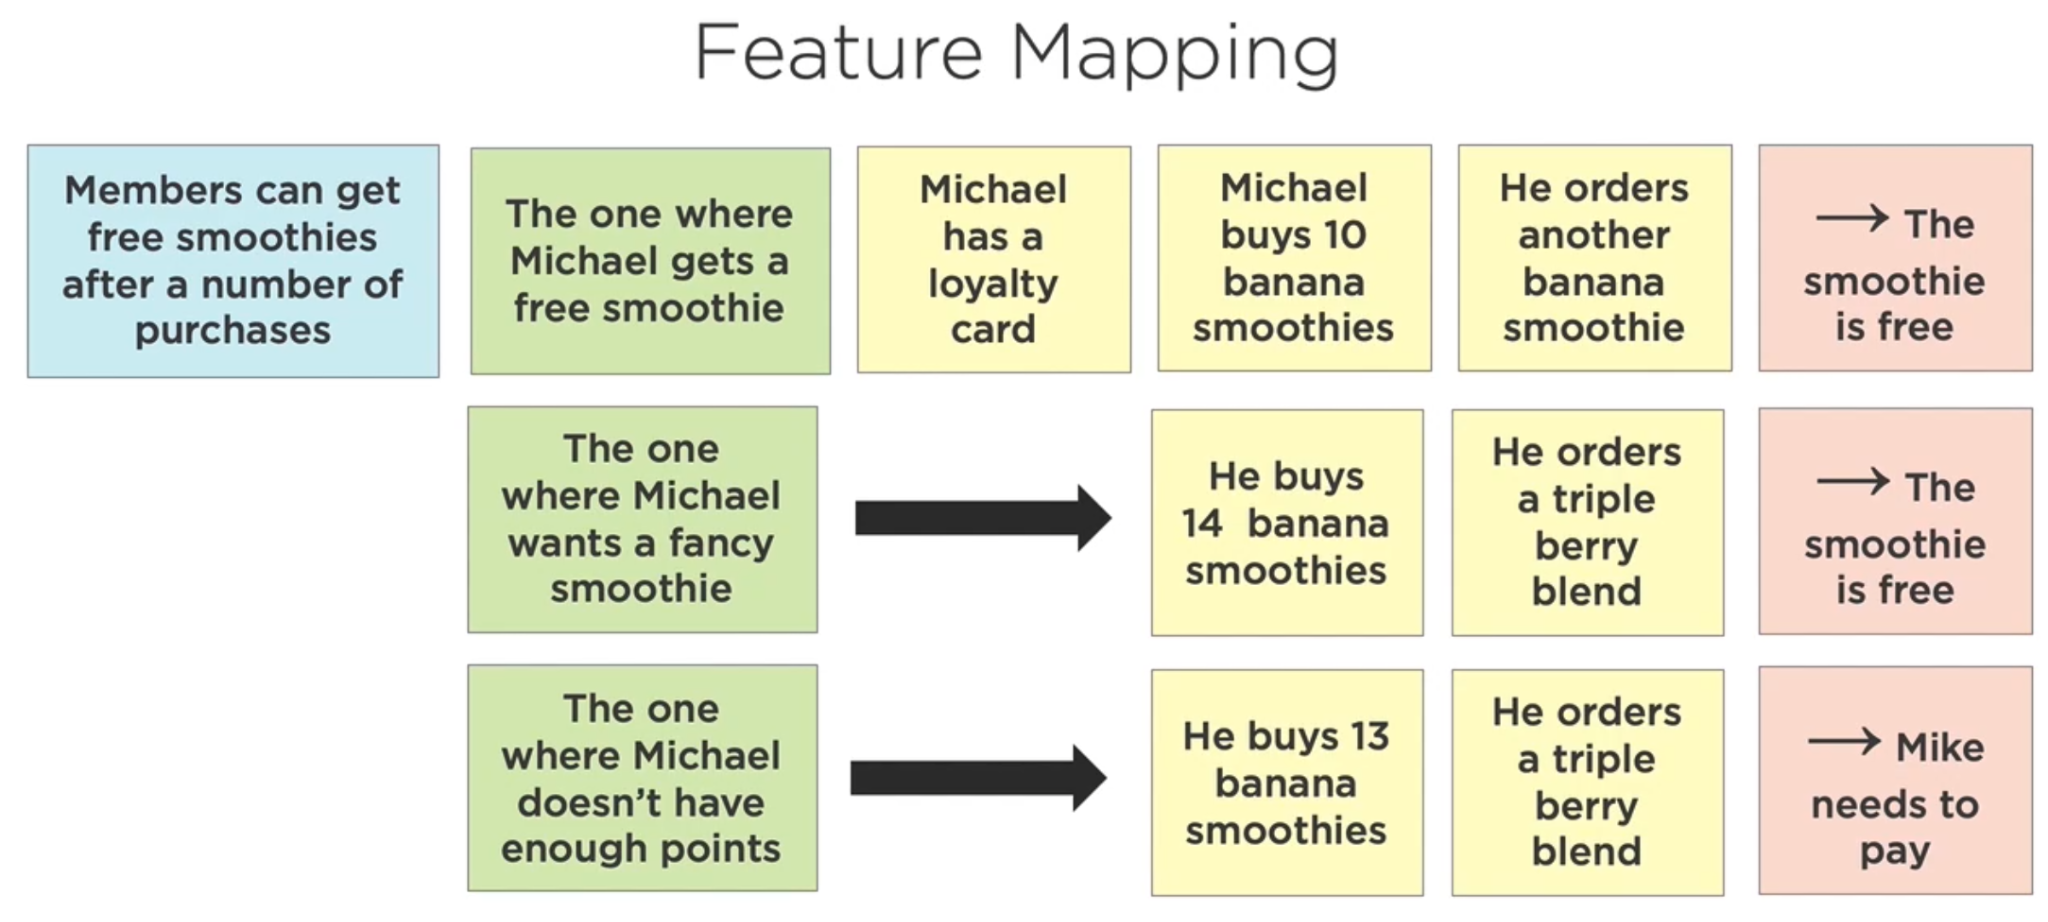 Feature Mapping
Members can get
free smoothies
after a number of
purchases
The one where
Michael gets a
free smoothie
Michael
has a
loyalty
card
Michael
buys 10
banana
smoothies
He orders
another
banana
smoothie
→ The
smoothie
is free
The one
where Michael
wants a fancy
smoothie
He buys
14 banana
smoothies
He orders
a triple
berry
blend
→ The
smoothie
is free
The one
where Michael
doesn’t have
enough points
He buys 13
banana
smoothies
He orders
a triple
berry
blend
→ Mike
needs to
pay